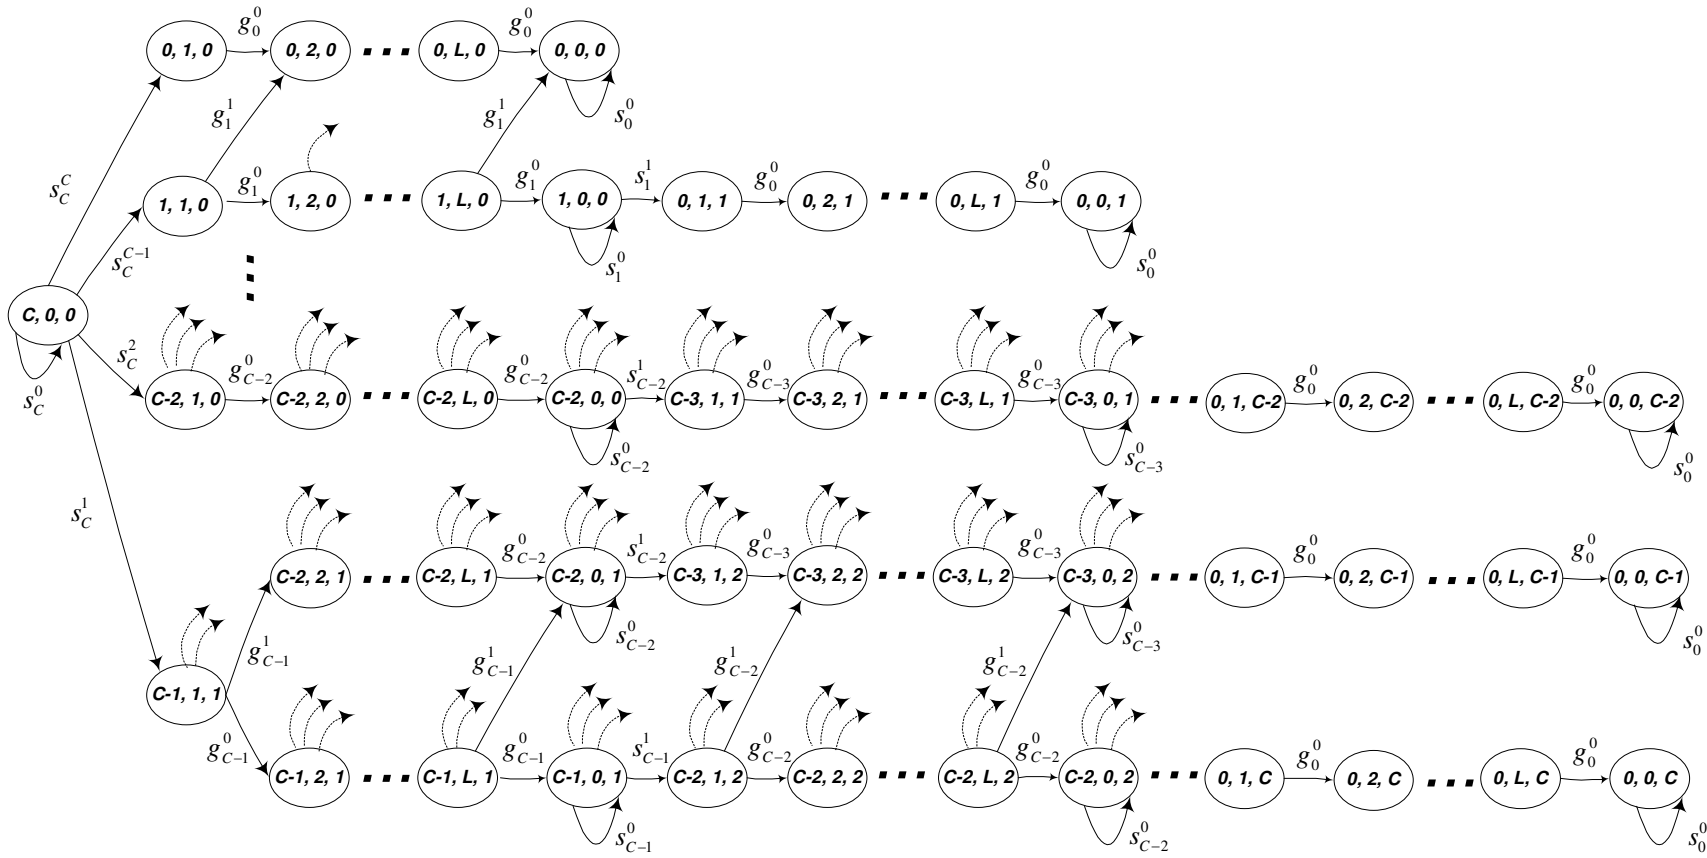 g_0^0 g_0^0
0, 1, 0 0, 2, 0 0, L, 0 0, 0, 0
g_1^1 g_1^1 s_0^0
s_C^C g_1^0 g_1^0 s_1^1 g_0^0 g_0^0
1, 1, 0 1, 2, 0 1, L, 0 1, 0, 0 0, 1, 1 0, 2, 1 0, L, 1 0, 0, 1
s_C^{C-1} s_1^0 s_0^0
C, 0, 0
s_C^2 g_{C-2}^0 g_{C-2}^0 s_{C-2}^1 g_{C-3}^0 g_{C-3}^0 g_0^0 g_0^0
s_C^0 C-2, 1, 0 C-2, 2, 0 C-2, L, 0 C-2, 0, 0 C-3, 1, 1 C-3, 2, 1 C-3, L, 1 C-3, 0, 1 0, 1, C-2 0, 2, C-2 0, L, C-2 0, 0, C-2
s_{C-2}^0 s_{C-3}^0 s_0^0
s_C^1 g_{C-2}^0 s_{C-2}^1 g_{C-3}^0 g_{C-3}^0 g_0^0 g_0^0
C-2, 2, 1 C-2, L, 1 C-2, 0, 1 C-3, 1, 2 C-3, 2, 2 C-3, L, 2 C-3, 0, 2 0, 1, C-1 0, 2, C-1 0, L, C-1 0, 0, C-1
g_{C-1}^1 g_{C-1}^1 s_{C-2}^0 g_{C-2}^1 g_{C-2}^1 s_{C-3}^0 s_0^0
C-1, 1, 1
g_{C-1}^0 g_{C-1}^0 s_{C-1}^1 g_{C-2}^0 g_{C-2}^0 g_0^0 g_0^0
C-1, 2, 1 C-1, L, 1 C-1, 0, 1 C-2, 1, 2 C-2, 2, 2 C-2, L, 2 C-2, 0, 2 0, 1, C 0, 2, C 0, L, C 0, 0, C
s_{C-1}^0 s_{C-2}^0 s_0^0